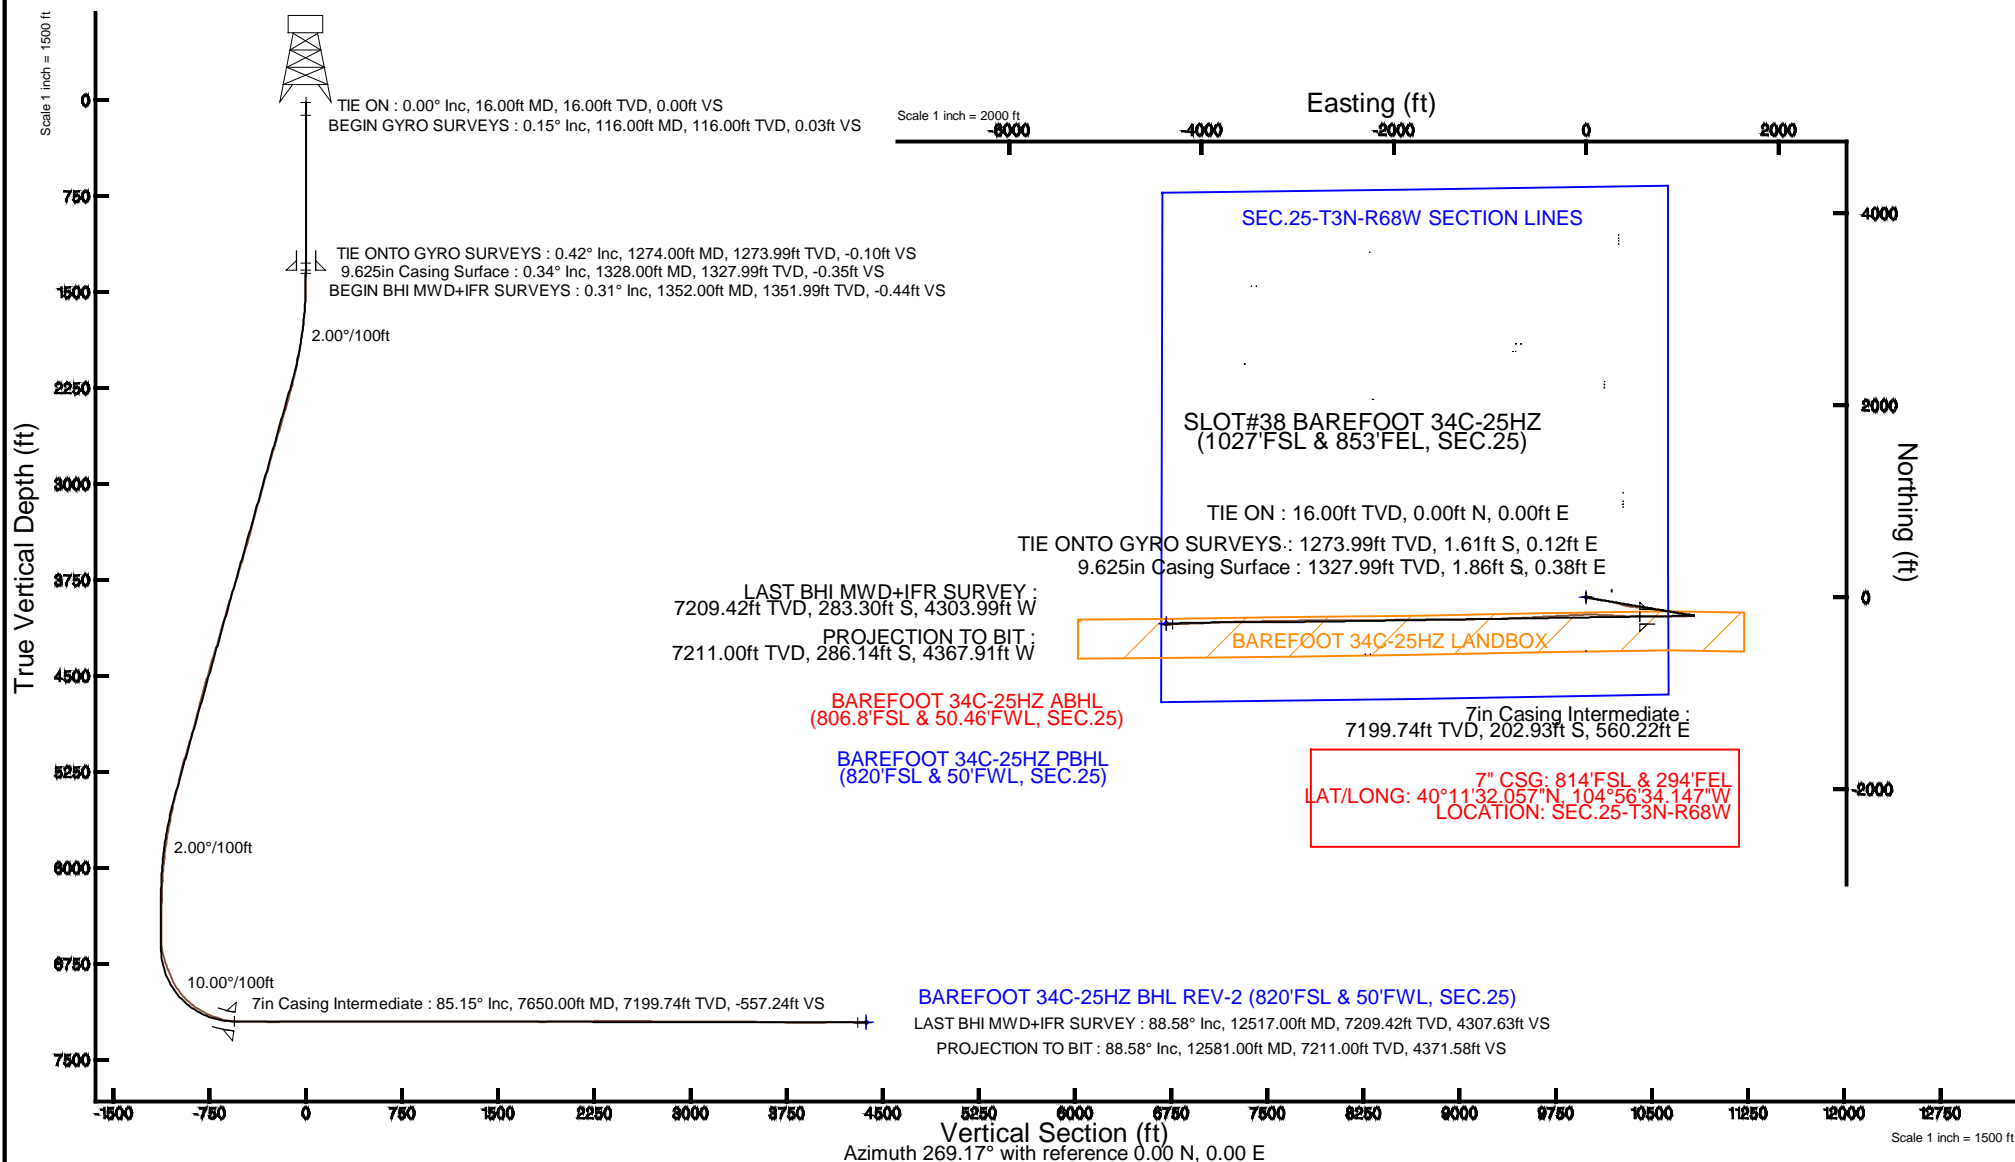 Scale 1 inch = 1500 ft
True Vertical Depth (ft)
0
750
1500
2250
3000
3750
4500
5250
6000
6750
7500
TIE ON : 0.00° Inc, 16.00ft MD, 16.00ft TVD, 0.00ft VS
BEGIN GYRO SURVEYS : 0.15° Inc, 116.00ft MD, 116.00ft TVD, 0.03ft VS
TIE ONTO GYRO SURVEYS : 0.42° Inc, 1274.00ft MD, 1273.99ft TVD, -0.10ft VS
9.625in Casing Surface : 0.34° Inc, 1328.00ft MD, 1327.99ft TVD, -0.35ft VS
BEGIN BHI MWD+IFR SURVEYS : 0.31° Inc, 1352.00ft MD, 1351.99ft TVD, -0.44ft VS
2.00°/100ft
2.00°/100ft
10.00°/100ft
7in Casing Intermediate : 85.15° Inc, 7650.00ft MD, 7199.74ft TVD, -557.24ft VS
BAREFOOT 34C-25HZ BHL REV-2 (820'FSL & 50'FWL, SEC.25)
LAST BHI MWD+IFR SURVEY : 88.58° Inc, 12517.00ft MD, 7209.42ft TVD, 4307.63ft VS
PROJECTION TO BIT : 88.58° Inc, 12581.00ft MD, 7211.00ft TVD, 4371.58ft VS
-1500 -750 0 750 1500 2250 3000 3750 4500 5250 6000 6750 7500 8250 9000 9750 10500 11250 12000 12750
Vertical Section (ft)
Azimuth 269.17° with reference 0.00 N, 0.00 E
Scale 1 inch = 1500 ft
Easting (ft)
Scale 1 inch = 2000 ft
-6000 -4000 -2000 0 2000
SEC.25-T3N-R68W SECTION LINES
SLOT#38 BAREFOOT 34C-25HZ
(1027'FSL & 853'FEL, SEC.25)
TIE ON : 16.00ft TVD, 0.00ft N, 0.00ft E
TIE ONTO GYRO SURVEYS : 1273.99ft TVD, 1.61ft S, 0.12ft E
9.625in Casing Surface : 1327.99ft TVD, 1.86ft S, 0.38ft E
LAST BHI MWD+IFR SURVEY :
7209.42ft TVD, 283.30ft S, 4303.99ft W
PROJECTION TO BIT :
7211.00ft TVD, 286.14ft S, 4367.91ft W
BAREFOOT 34C-25HZ LANDBOX
BAREFOOT 34C-25HZ ABHL
(806.8'FSL & 50.46'FWL, SEC.25)
BAREFOOT 34C-25HZ PBHL
(820'FSL & 50'FWL, SEC.25)
7in Casing Intermediate :
7199.74ft TVD, 202.93ft S, 560.22ft E
7" CSG: 814'FSL & 294'FEL
LAT/LONG: 40°11'32.057"N, 104°56'34.147"W
LOCATION: SEC.25-T3N-R68W
4000
2000
0
-2000
Northing (ft)